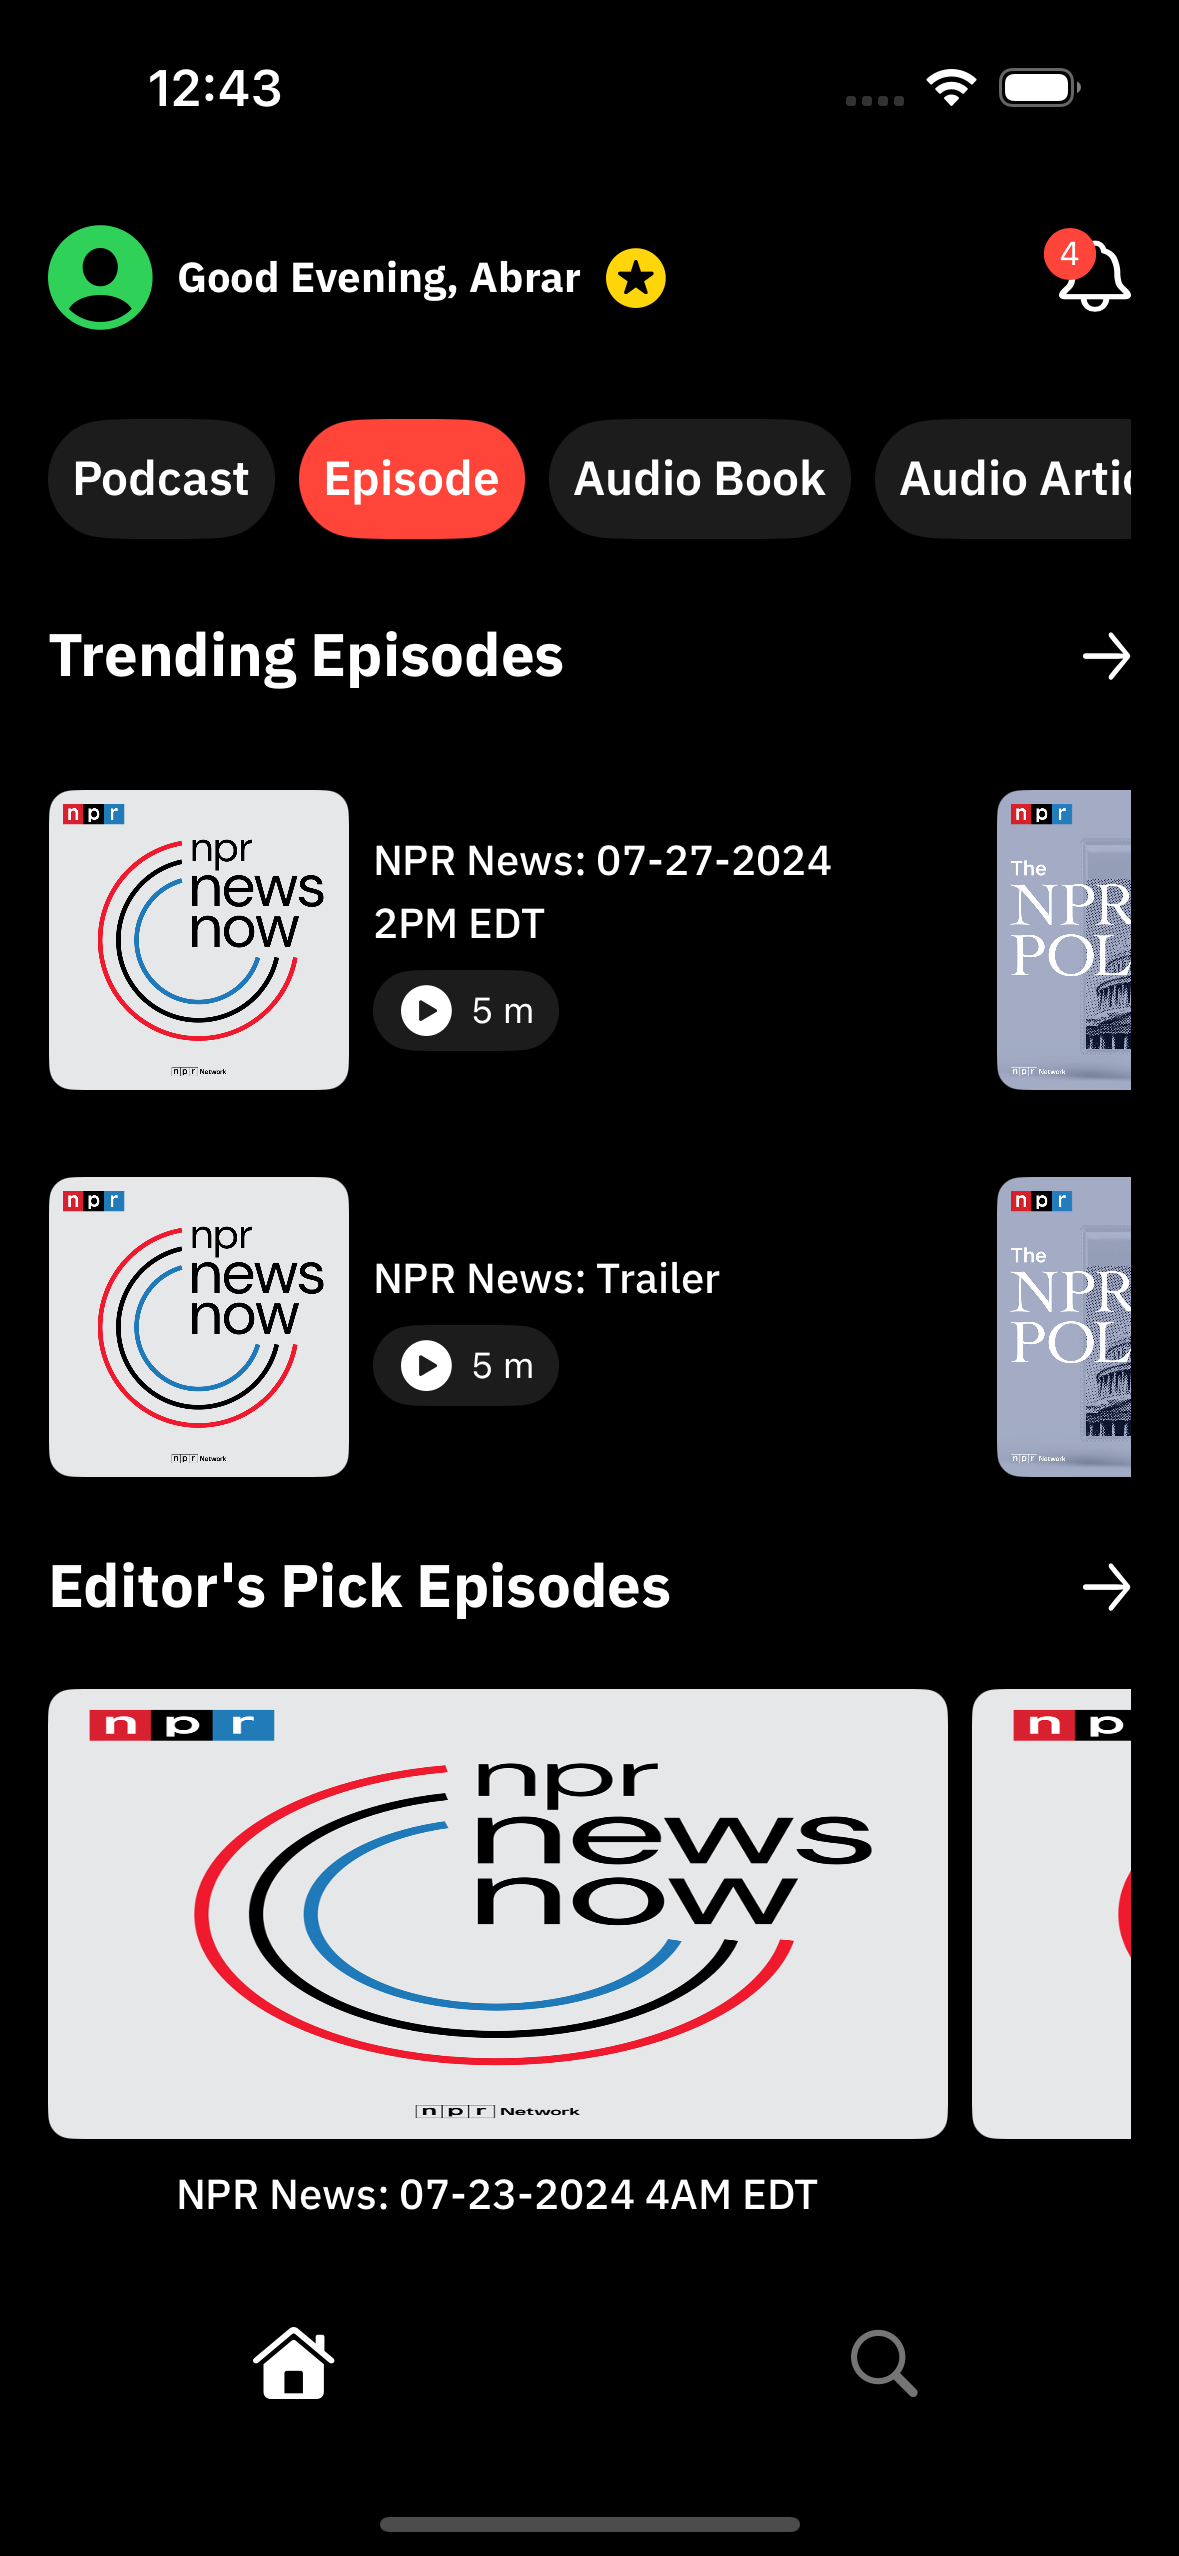 12:43
Good Evening, Abrar
4
Podcast
Episode
Audio Book
Audio Artic
Trending Episodes
npr
npr
news
now
npr Network
NPR News: 07-27-2024
2PM EDT
5 m
npr
The
NPR
POL
npr Network
npr
npr
news
now
npr Network
NPR News: Trailer
5 m
npr
The
NPR
POL
npr Network
Editor's Pick Episodes
npr
npr
news
now
npr Network
np
NPR News: 07-23-2024 4AM EDT